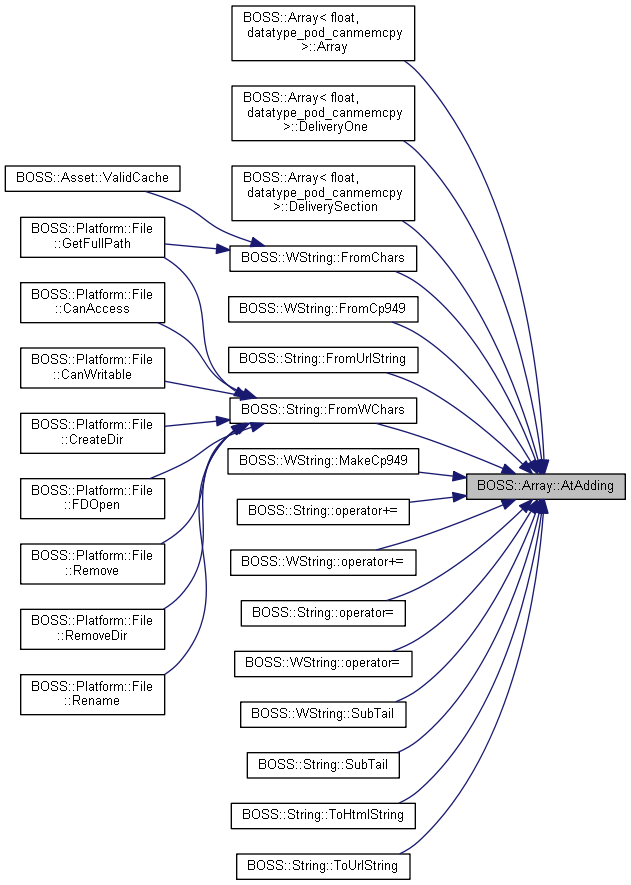 BOSS::Array< float,
datatype_pod_canmemcpy
>::Array
BOSS::Array< float,
datatype_pod_canmemcpy
>::DeliveryOne
BOSS::Array< float,
datatype_pod_canmemcpy
>::DeliverySection
BOSS::Asset::ValidCache
BOSS::Platform::File
::GetFullPath
BOSS::WString::FromChars
BOSS::Platform::File
::CanAccess
BOSS::WString::FromCp949
BOSS::Platform::File
::CanWritable
BOSS::String::FromUrlString
BOSS::Platform::File
::CreateDir
BOSS::String::FromWChars
BOSS::WString::MakeCp949
BOSS::Array::AtAdding
BOSS::Platform::File
::FDOpen
BOSS::String::operator+=
BOSS::Platform::File
::Remove
BOSS::WString::operator+=
BOSS::Platform::File
::RemoveDir
BOSS::String::operator=
BOSS::WString::operator=
BOSS::Platform::File
::Rename
BOSS::WString::SubTail
BOSS::String::SubTail
BOSS::String::ToHtmlString
BOSS::String::ToUrlString